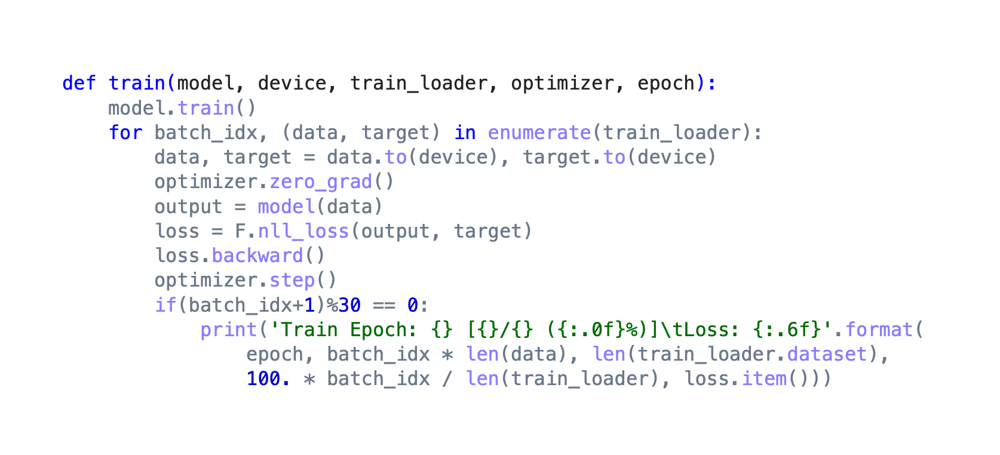 def train(model, device, train_loader, optimizer, epoch):
    model.train()
    for batch_idx, (data, target) in enumerate(train_loader):
        data, target = data.to(device), target.to(device)
        optimizer.zero_grad()
        output = model(data)
        loss = F.nll_loss(output, target)
        loss.backward()
        optimizer.step()
        if(batch_idx+1)%30 == 0:
            print('Train Epoch: {} [{}/{} ({:.0f}%)]\tLoss: {:.6f}'.format(
                epoch, batch_idx * len(data), len(train_loader.dataset),
                100. * batch_idx / len(train_loader), loss.item()))